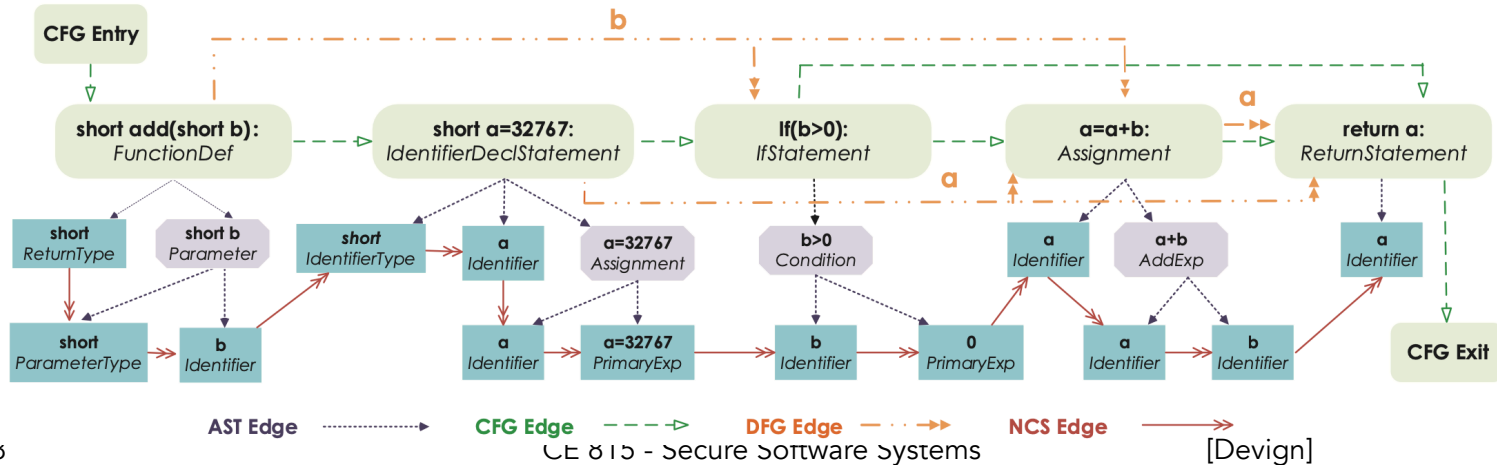 CFG Entry
b
short add(short b):
FunctionDef
short a=32767:
IdentifierDeclStatement
If(b>0):
IfStatement
a=a+b:
Assignment
a
return a:
ReturnStatement
a
short
ReturnType
short b
Parameter
short
IdentifierType
a
Identifier
a=32767
Assignment
b>0
Condition
a
Identifier
a+b
AddExp
a
Identifier
short
ParameterType
b
Identifier
a
Identifier
a=32767
PrimaryExp
b
Identifier
0
PrimaryExp
a
Identifier
b
Identifier
CFG Exit
AST Edge
CFG Edge
DFG Edge
NCS Edge
CE 815 - Secure Software Systems
[Devign]